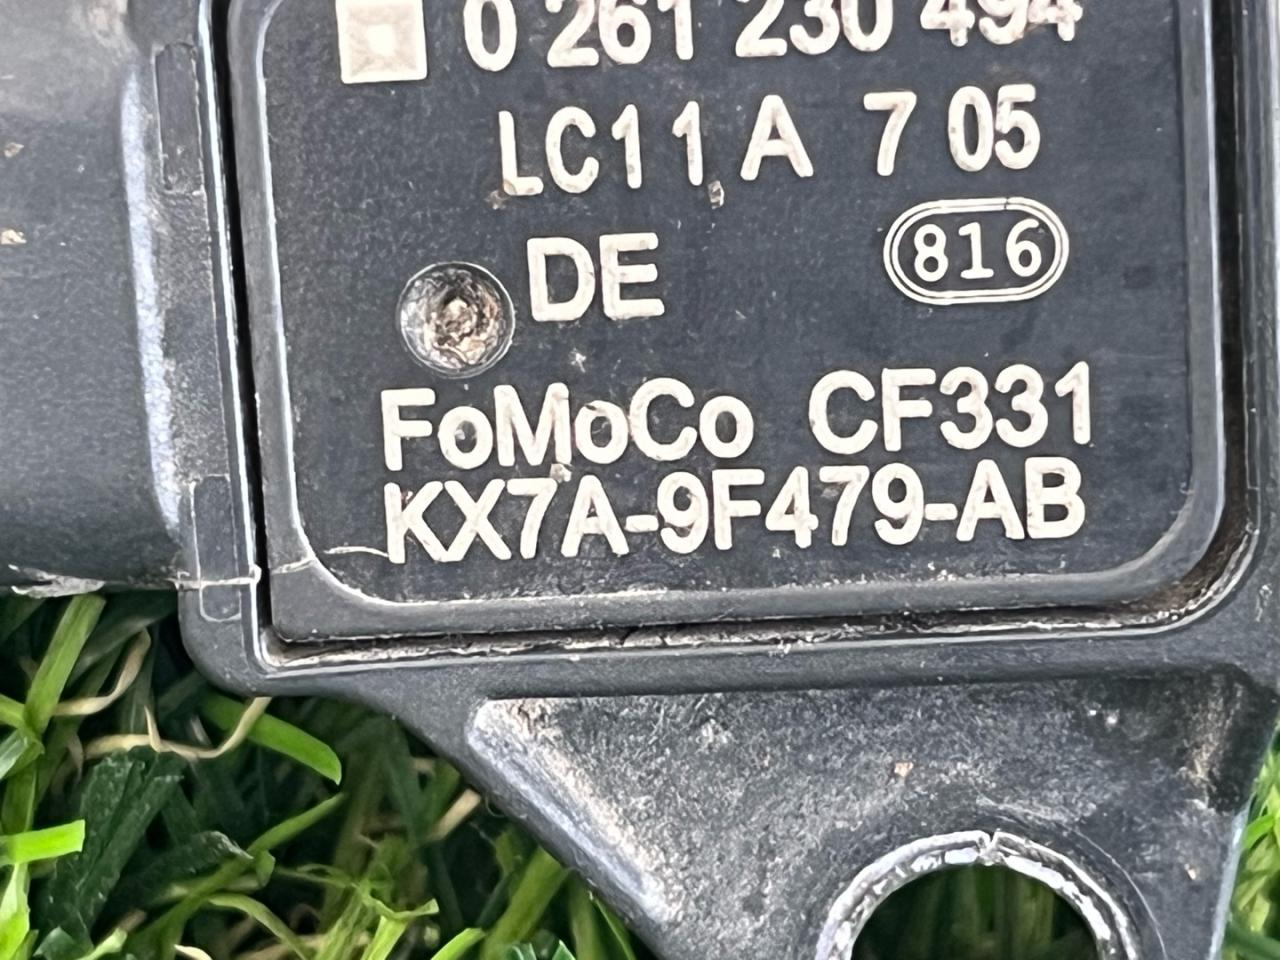 0 261 230 494
LC11 A 7 05
DE
816
FoMoCo CF331
KX7A-9F479-AB